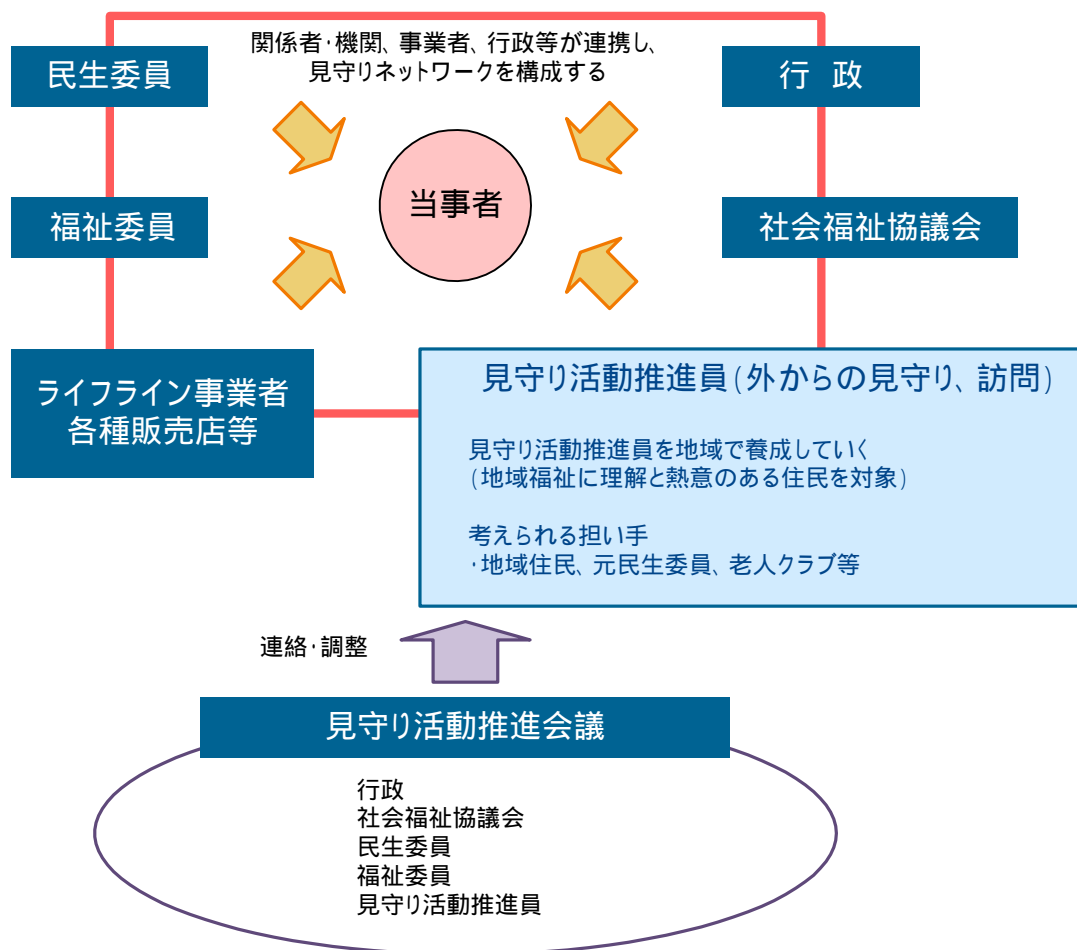 関係者・機関、事業者、行政等が連携し、
見守りネットワークを構成する
民生委員
行 政
当事者
福祉委員
社会福祉協議会
ライフライン事業者
各種販売店等
見守り活動推進員(外からの見守り、訪問)
見守り活動推進員を地域で養成していく
(地域福祉に理解と熱意のある住民を対象)
考えられる担い手
・地域住民、元民生委員、老人クラブ等
連絡・調整
見守り活動推進会議
行政
社会福祉協議会
民生委員
福祉委員
見守り活動推進員